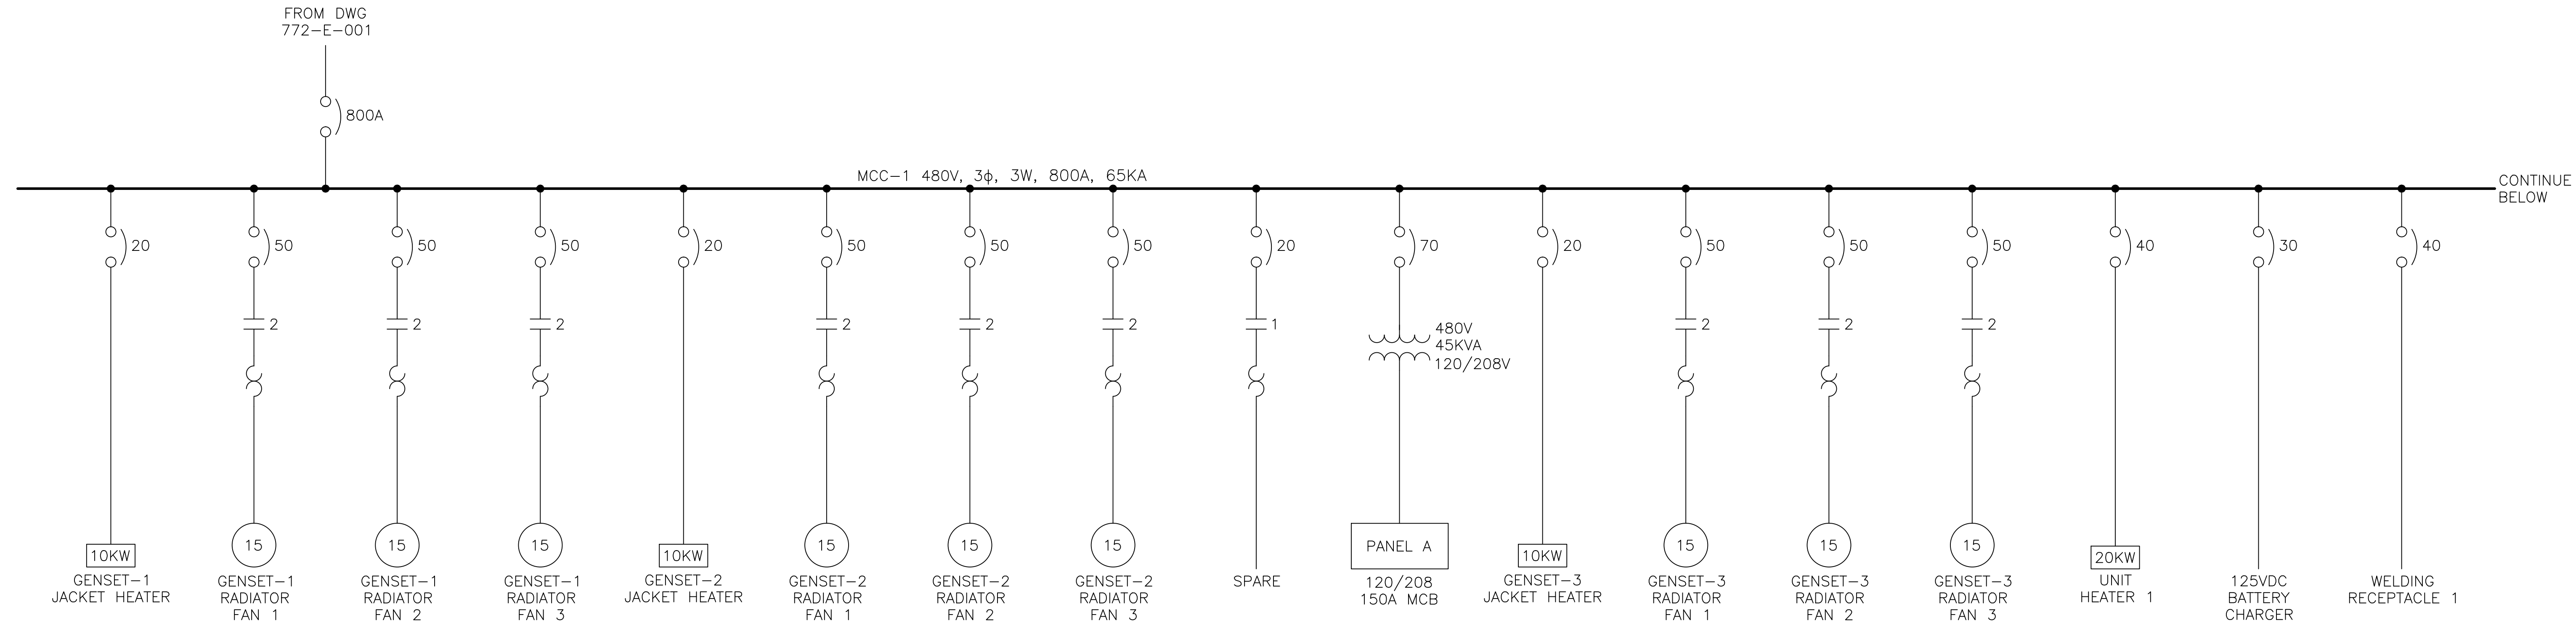 FROM DWG
772-E-001
800A
MCC-1 480V, 3ϕ, 3W, 800A, 65KA
CONTINUE
BELOW
20
50
50
50
20
50
50
50
20
70
20
50
50
50
40
30
40
2
2
2
2
2
2
1
480V
45KVA
120/208V
2
2
2
10KW
GENSET-1
JACKET HEATER
15
GENSET-1
RADIATOR
FAN 1
15
GENSET-1
RADIATOR
FAN 2
15
GENSET-1
RADIATOR
FAN 3
10KW
GENSET-2
JACKET HEATER
15
GENSET-2
RADIATOR
FAN 1
15
GENSET-2
RADIATOR
FAN 2
15
GENSET-2
RADIATOR
FAN 3
SPARE
PANEL A
120/208
150A MCB
10KW
GENSET-3
JACKET HEATER
15
GENSET-3
RADIATOR
FAN 1
15
GENSET-3
RADIATOR
FAN 2
15
GENSET-3
RADIATOR
FAN 3
20KW
UNIT
HEATER 1
125VDC
BATTERY
CHARGER
WELDING
RECEPTACLE 1